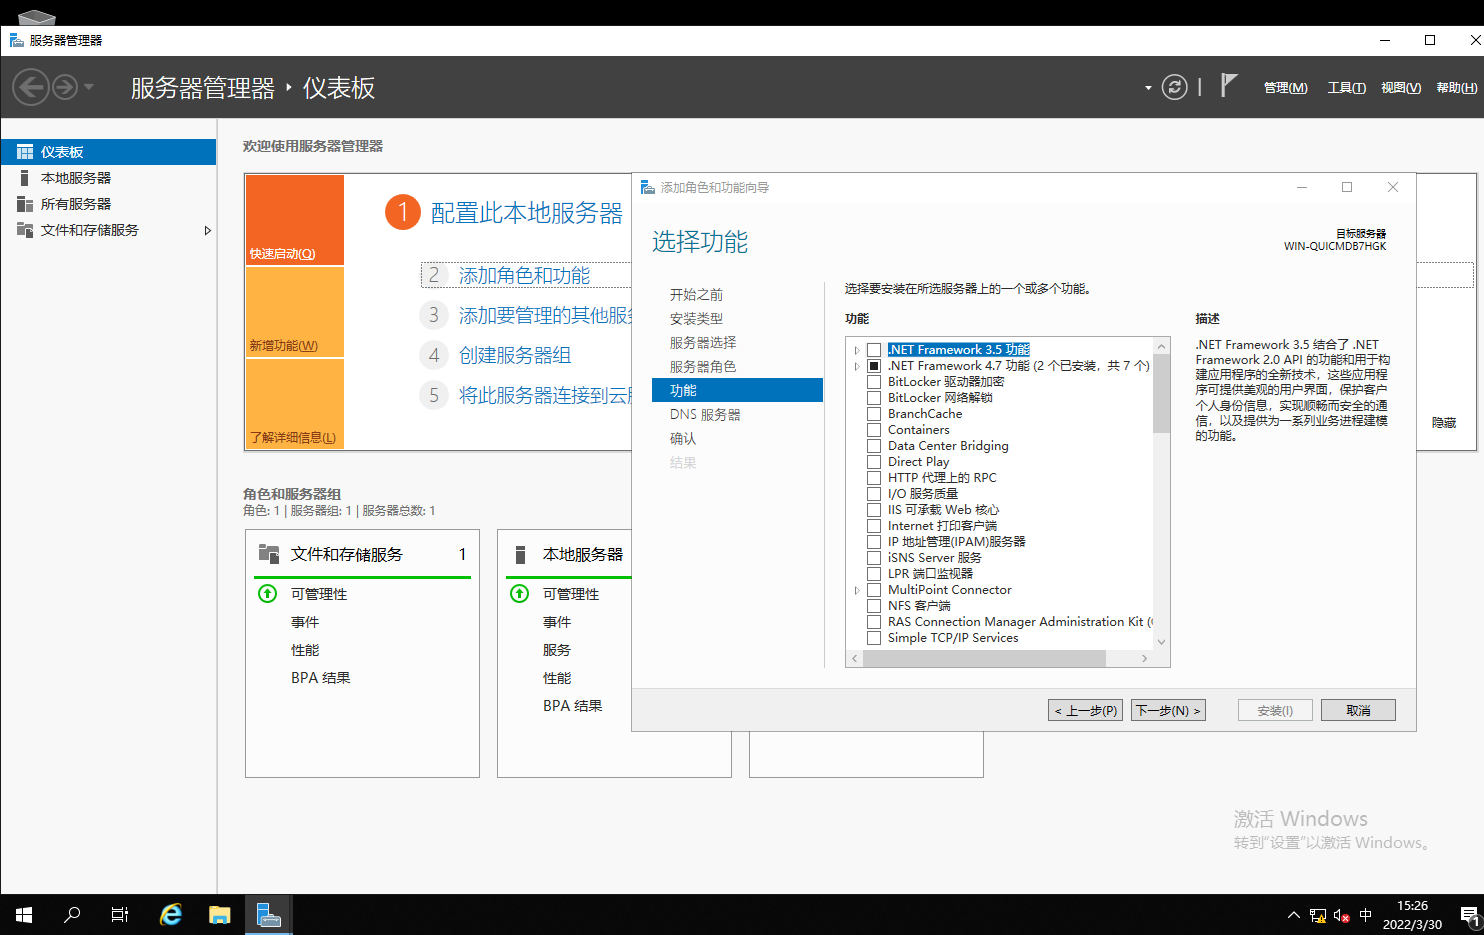 服务器管理器
服务器管理器 · 仪表板
管理(M)
工具(T)
视图(V)
帮助(H)
仪表板
本地服务器
所有服务器
文件和存储服务
欢迎使用服务器管理器
快速启动(Q)
新增功能(W)
了解详细信息(L)
1 配置此本地服务器
2 添加角色和功能
3 添加要管理的其他服务
4 创建服务器组
5 将此服务器连接到云服
隐藏
角色和服务器组
角色: 1 | 服务器组: 1 | 服务器总数: 1
文件和存储服务 1
可管理性
事件
性能
BPA 结果
本地服务器
可管理性
事件
服务
性能
BPA 结果
添加角色和功能向导
选择功能
目标服务器
WIN-QUICMDB7HGK
开始之前
安装类型
服务器选择
服务器角色
功能
DNS 服务器
确认
结果
选择要安装在所选服务器上的一个或多个功能。
功能
.NET Framework 3.5 功能
.NET Framework 4.7 功能 (2 个已安装，共 7 个)
BitLocker 驱动器加密
BitLocker 网络解锁
BranchCache
Containers
Data Center Bridging
Direct Play
HTTP 代理上的 RPC
I/O 服务质量
IIS 可承载 Web 核心
Internet 打印客户端
IP 地址管理(IPAM)服务器
iSNS Server 服务
LPR 端口监视器
MultiPoint Connector
NFS 客户端
RAS Connection Manager Administration Kit (
Simple TCP/IP Services
描述
.NET Framework 3.5 结合了 .NET
Framework 2.0 API 的功能和用于构
建应用程序的全新技术，这些应用程
序可提供美观的用户界面，保护客户
个人身份信息，实现顺畅而安全的通
信，以及提供为一系列业务进程建模
的功能。
< 上一步(P)
下一步(N) >
安装(I)
取消
激活 Windows
转到“设置”以激活 Windows。
中
15:26
2022/3/30
1